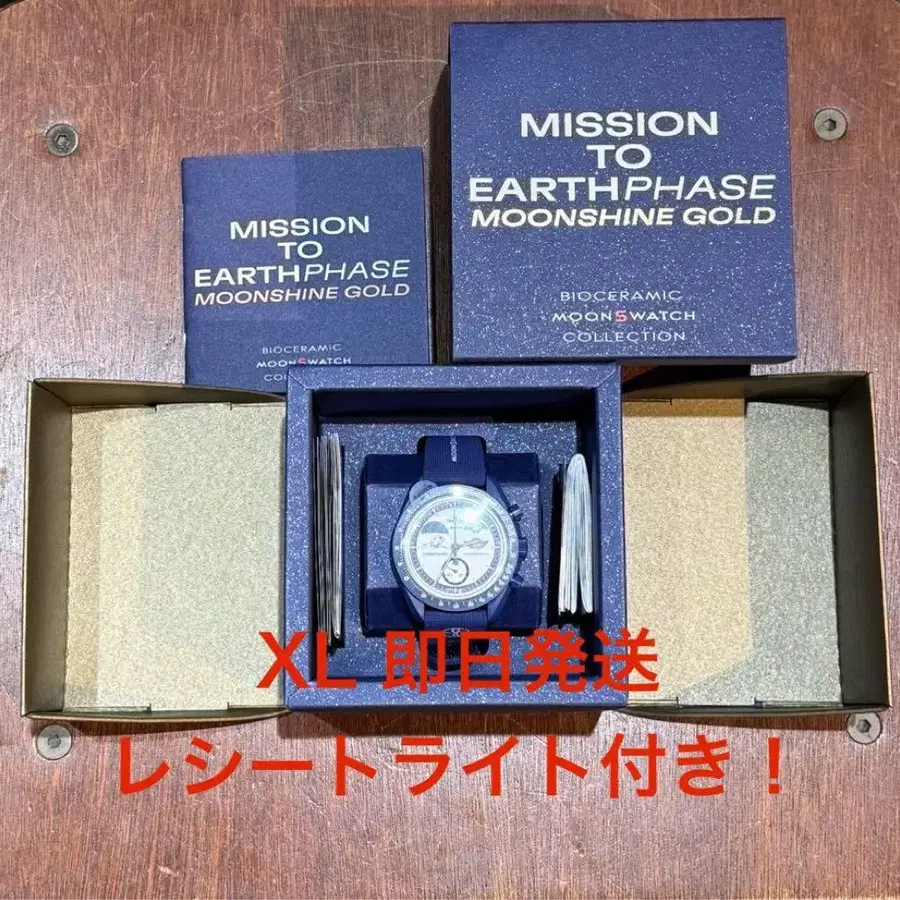 MISSION
TO
EARTHPHASE
MOONSHINE GOLD
BIOCERAMIC
MOONSWATCH
COLLECTION
MISSION
TO
EARTHPHASE
MOONSHINE GOLD
BIOCERAMIC
MOONSWATCH
XL 即日発送
レシートライト付き！